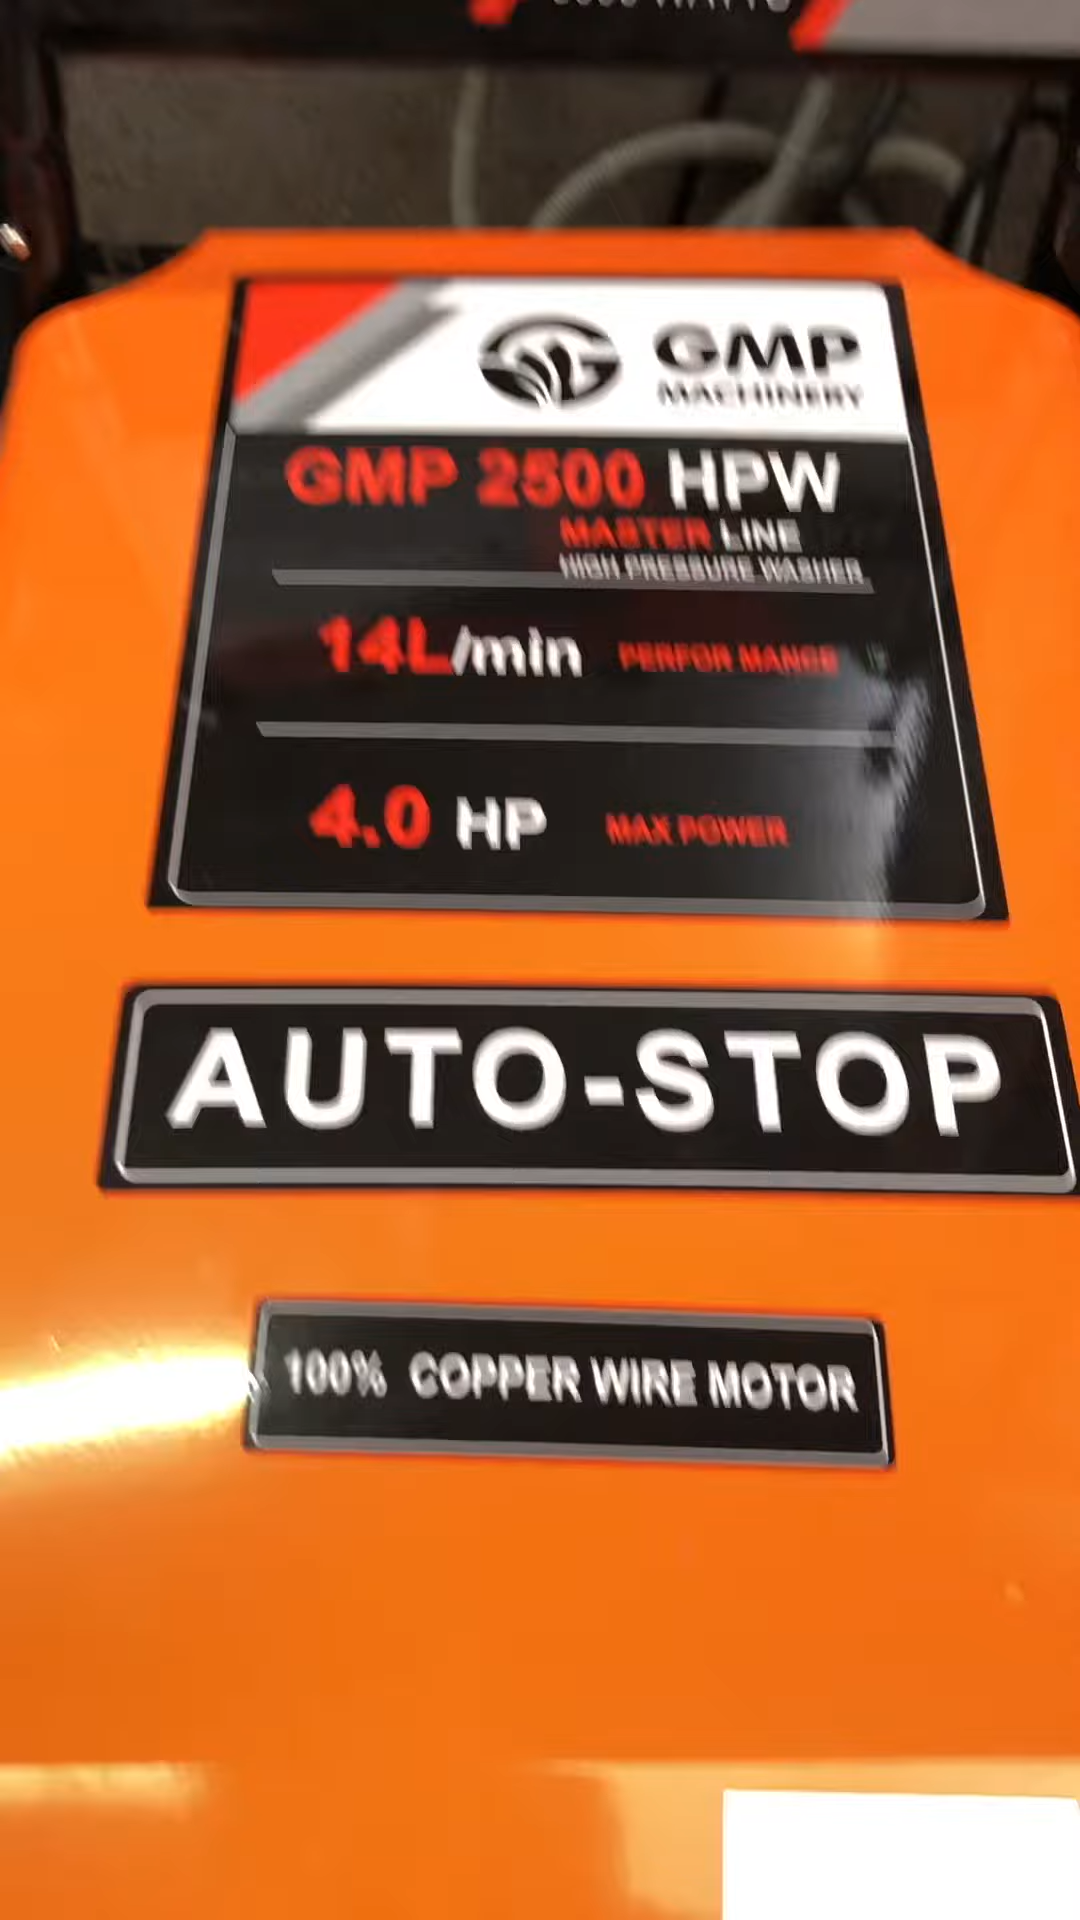 GMP
MACHINERY
GMP 2500 HPW
MASTER LINE
HIGH PRESSURE WASHER
14L/min PERFOR MANCE
4.0 HP MAX POWER
AUTO-STOP
100% COPPER WIRE MOTOR